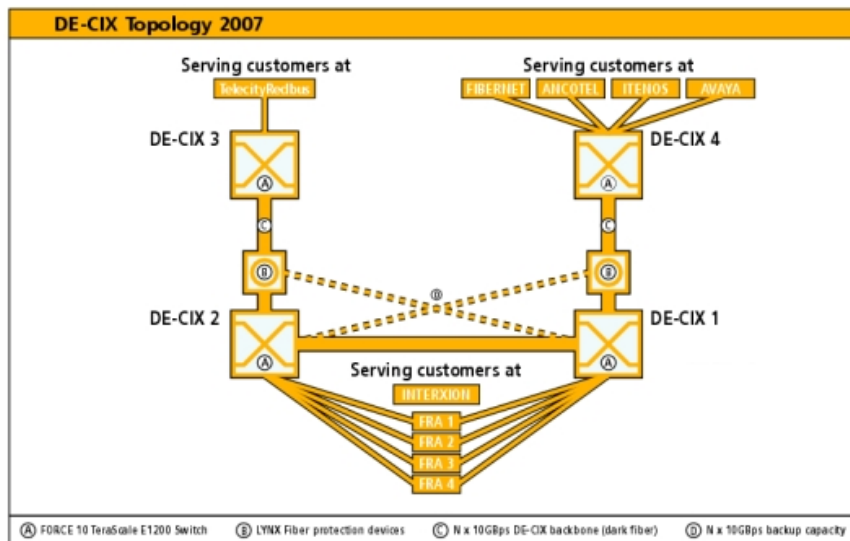 DE-CIX Topology 2007
Serving customers at
TelecityRedbus
Serving customers at
FIBERNET ANCOTEL ITENOS AVAYA
DE-CIX 3
A
DE-CIX 4
A
C
C
B
B
D
DE-CIX 2
A
DE-CIX 1
A
Serving customers at
INTERXION
FRA 1
FRA 2
FRA 3
FRA 4
A FORCE 10 TeraScale E1200 Switch B LYNX Fiber protection devices C N x 10GBps DE-CIX backbone (dark fiber) D N x 10GBps backup capacity